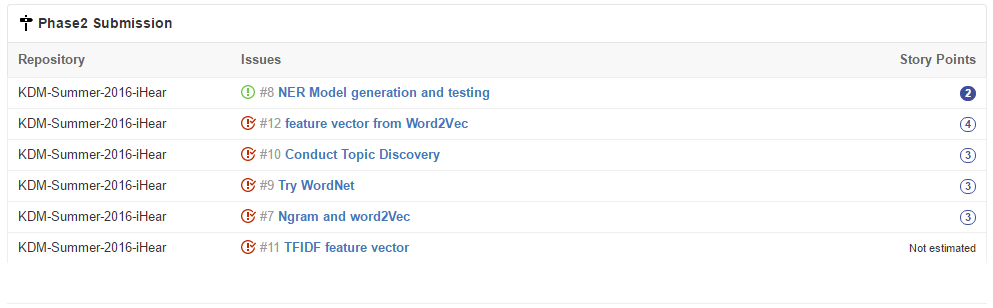 Phase2 Submission
Repository Issues Story Points
KDM-Summer-2016-iHear #8 NER Model generation and testing 2
KDM-Summer-2016-iHear #12 feature vector from Word2Vec 4
KDM-Summer-2016-iHear #10 Conduct Topic Discovery 3
KDM-Summer-2016-iHear #9 Try WordNet 3
KDM-Summer-2016-iHear #7 Ngram and word2Vec 3
KDM-Summer-2016-iHear #11 TFIDF feature vector Not estimated